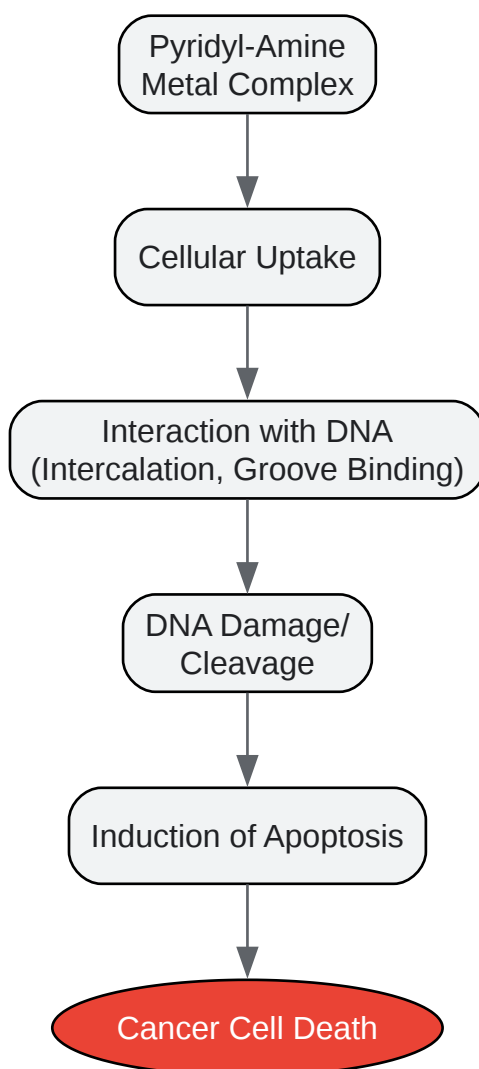 Pyridyl-Amine
Metal Complex
Cellular Uptake
Interaction with DNA
(Intercalation, Groove Binding)
DNA Damage/
Cleavage
Induction of Apoptosis
Cancer Cell Death